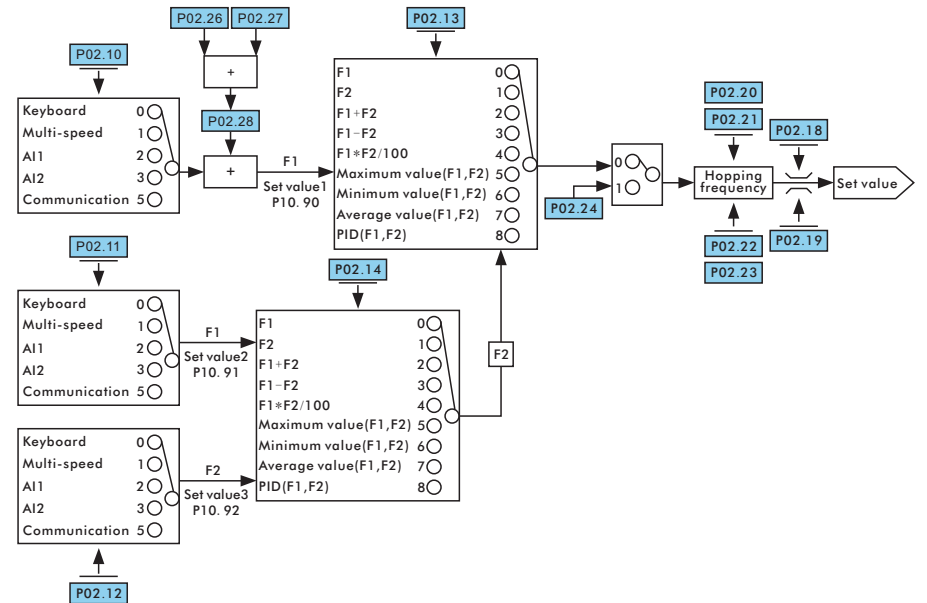 P02.26 P02.27
P02.13
P02.10
+
Keyboard 0
Multi-speed 1
AI1 2
AI2 3
Communication 5
P02.28
+
F1
Set value1
P10. 90
F1 0
F2 1
F1+F2 2
F1-F2 3
F1*F2/100 4
Maximum value(F1,F2) 5
Minimum value(F1,F2) 6
Average value(F1,F2) 7
PID(F1,F2) 8
0
1
P02.24
P02.20
P02.21
Hopping
frequency
P02.22
P02.23
P02.18
P02.19
Set value
P02.11
Keyboard 0
Multi-speed 1
AI1 2
AI2 3
Communication 5
F1
Set value2
P10. 91
P02.14
F1 0
F2 1
F1+F2 2
F1-F2 3
F1*F2/100 4
Maximum value(F1,F2) 5
Minimum value(F1,F2) 6
Average value(F1,F2) 7
PID(F1,F2) 8
F2
Keyboard 0
Multi-speed 1
AI1 2
AI2 3
Communication 5
F2
Set value3
P10. 92
P02.12